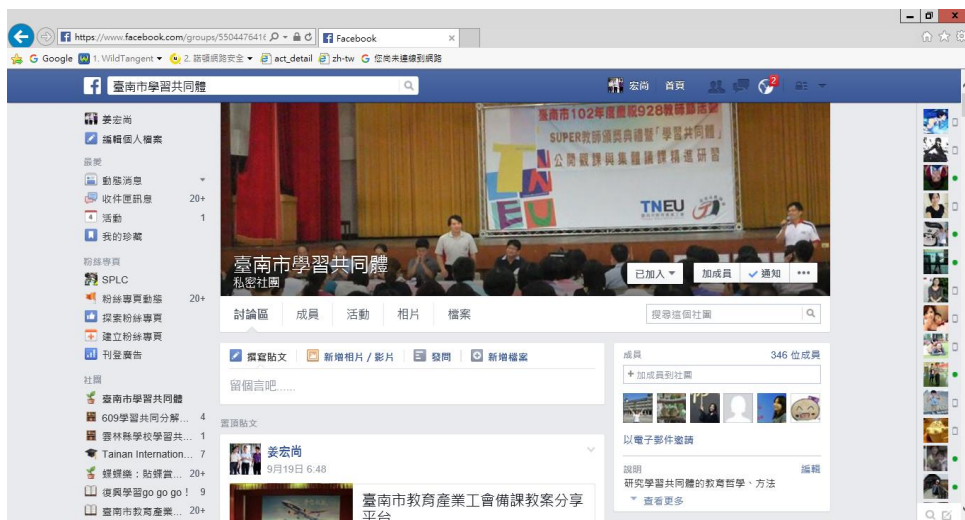 https://www.facebook.com/groups/5504476416
Facebook
Google
1. WildTangent
2. 諾頓網路安全
act_detail
zh-tw
您尚未連線到網路
臺南市學習共同體
宏尚
首頁
2
姜宏尚
編輯個人檔案
最愛
動態消息
收件匣訊息 20+
4 活動 1
我的珍藏
粉絲專頁
SPLC
粉絲專頁動態 20+
探索粉絲專頁
建立粉絲專頁
刊登廣告
社團
臺南市學習共同體
609學習共同分解... 4
雲林縣學校學習共... 1
Tainan Internation... 7
蝶蝶樂：貼蝶賞... 20+
復興學習go go go！ 9
臺南市教育產業... 20+
臺南市102年度慶祝928教師節活動
SUPER教師頒獎典禮暨「學習共同體」
公開觀課與集體議課精進研習
TNEU
TNEU
臺南市學習共同體
私密社團
已加入
加成員
通知
討論區
成員
活動
相片
檔案
搜尋這個社團
撰寫貼文
新增相片 / 影片
發問
新增檔案
留個言吧......
置頂貼文
姜宏尚
9月19日 6:48
臺南市教育產業工會備課教案分享
平台
成員 346 位成員
+ 加成員到社團
以電子郵件邀請
說明 編輯
研究學習共同體的教育哲學、方法
查看更多